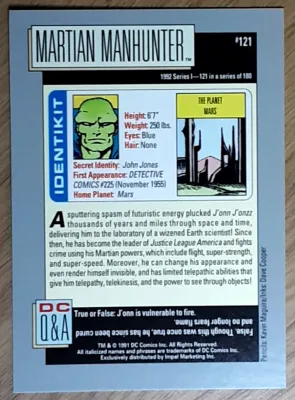 MARTIAN MANHUNTER™
#121
1992 Series I—121 in a series of 180
IDENTIKIT
Height: 6'7"
Weight: 250 lbs.
Eyes: Blue
Hair: None
THE PLANET
MARS
Secret Identity: John Jones
First Appearance: DETECTIVE
COMICS #225 (November 1955)
Home Planet: Mars
A sputtering spasm of futuristic energy plucked J'onn J'onzz
thousands of years and miles through space and time,
delivering him to the laboratory of a wizened Earth scientist! Since
then, he has become leader of Justice League America and fights
crime using his Martian powers, which include flight, super-strength,
and super-speed. Moreover, he can change his appearance and
even render himself invisible, and has limited telepathic abilities that
give him telepathy, telekinesis, and the power to see through objects!
DC
Q&A
True or False: J'onn is vulnerable to fire.
False. Though this was once true, he has since been cured
and no longer fears flame.
TM & © 1991 DC Comics Inc. All Rights Reserved.
All italicized names and phrases are trademarks of DC Comics Inc.
Exclusively distributed by Impel Marketing Inc.
Pencils: Kevin Maguire/Inks: Dave Cooper